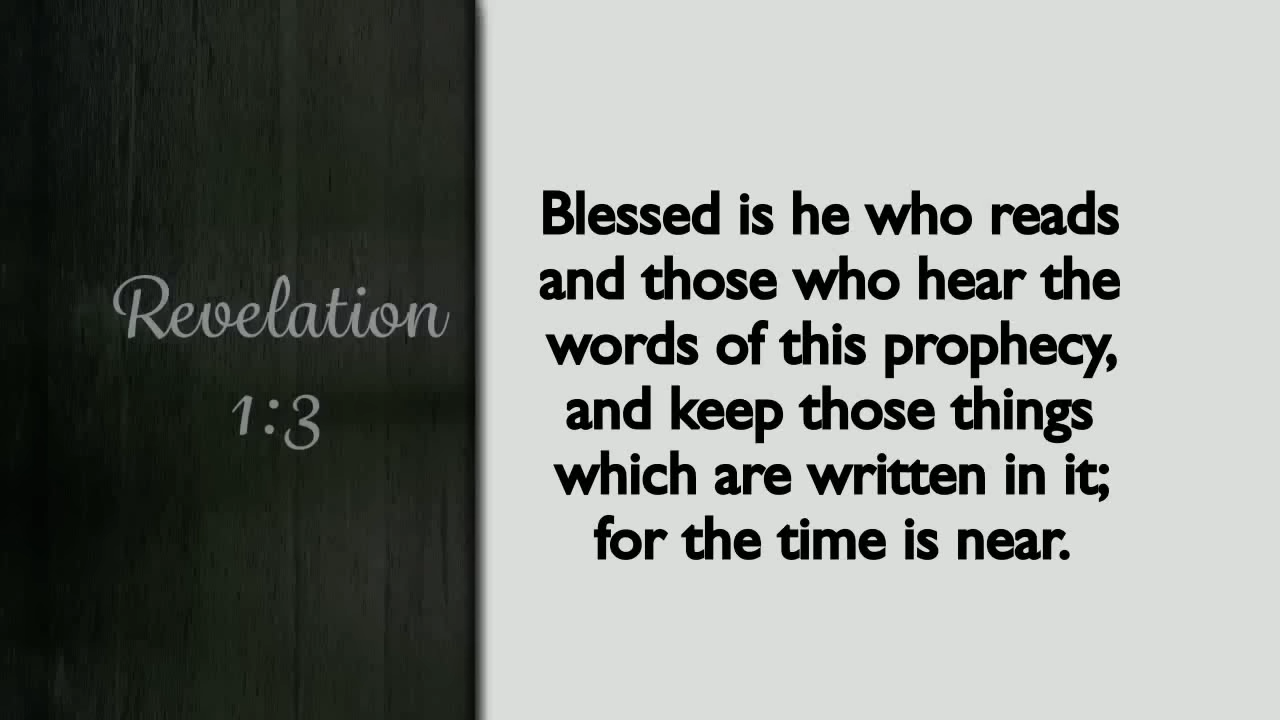 Revelation
1:3
Blessed is he who reads
and those who hear the
words of this prophecy,
and keep those things
which are written in it;
for the time is near.